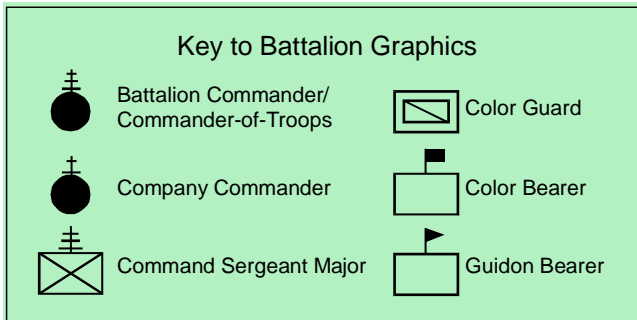 Key to Battalion Graphics
Battalion Commander/
Commander-of-Troops
Color Guard
Company Commander
Color Bearer
Command Sergeant Major
Guidon Bearer